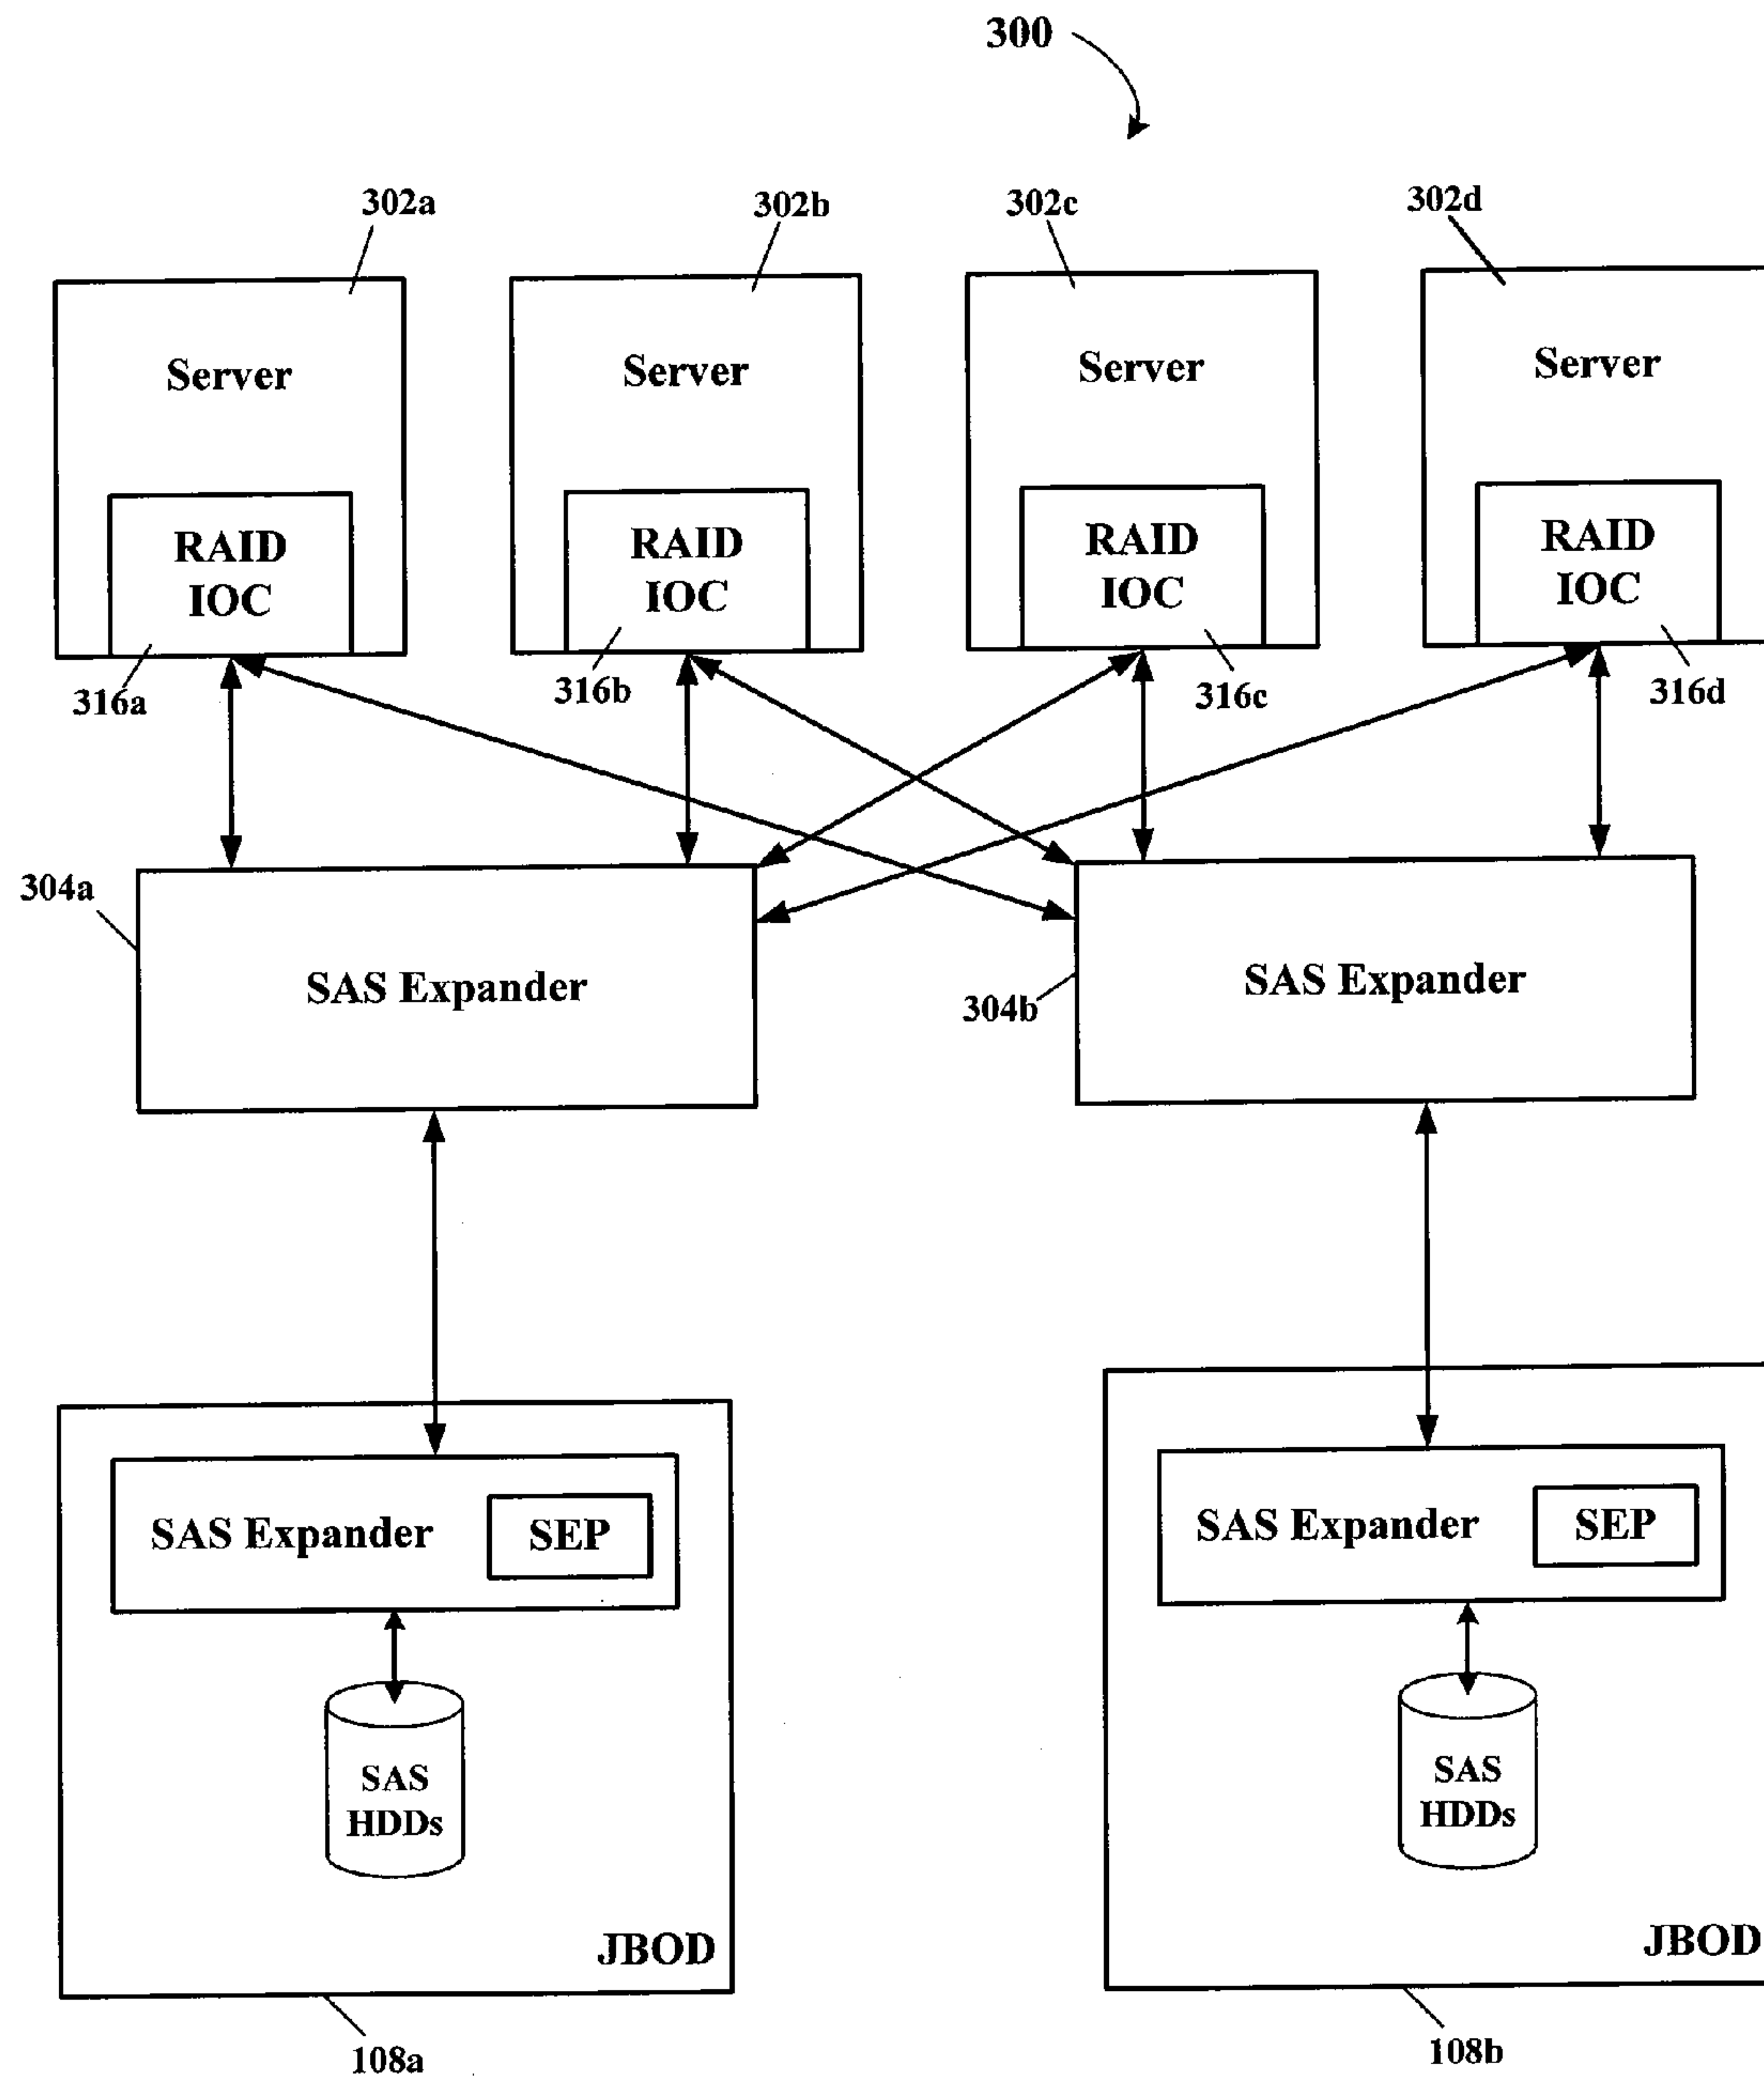 300
302a
302b
302c
302d
Server
Server
Server
Server
RAID
IOC
RAID
IOC
RAID
IOC
RAID
IOC
316a
316b
316c
316d
304a
SAS Expander
304b
SAS Expander
SAS Expander
SEP
SAS Expander
SEP
SAS
HDDs
SAS
HDDs
JBOD
JBOD
108a
108b